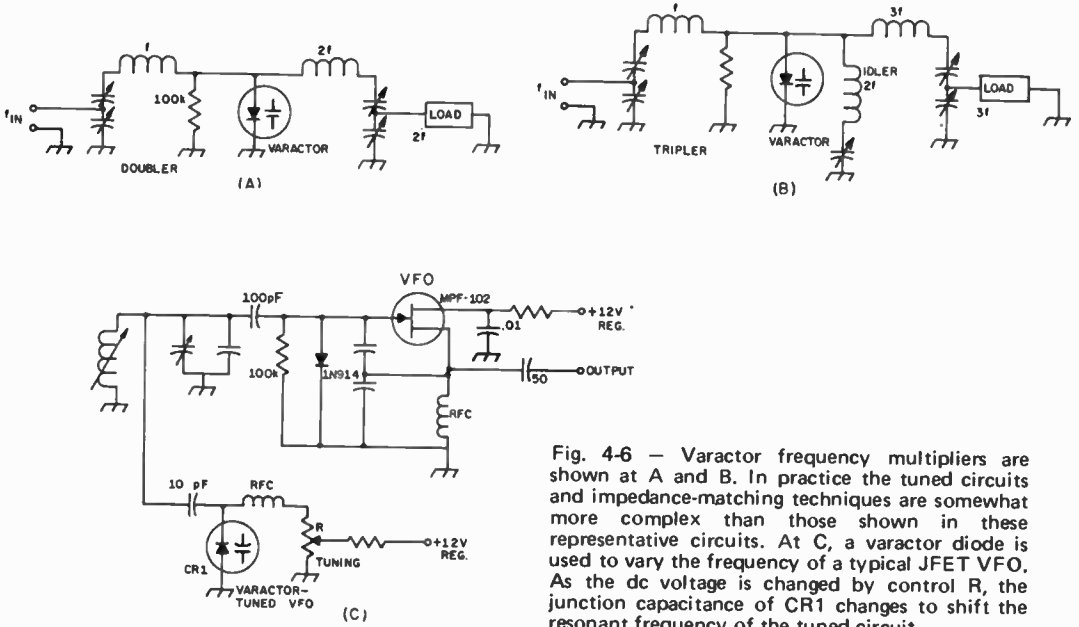 f
2f
100k
f IN
VARACTOR
LOAD
2f
DOUBLER
(A)
f
3f
f IN
IDLER
2f
LOAD
3f
VARACTOR
TRIPLER
(B)
VFO
100pF
MPF-102
+12V
REG.
.01
100k
1N914
50
OUTPUT
RFC
10 pF
RFC
R
TUNING
+12V
REG.
CR1
VARACTOR-
TUNED VFO
(C)
Fig. 4-6 — Varactor frequency multipliers are
shown at A and B. In practice the tuned circuits
and impedance-matching techniques are somewhat
more complex than those shown in these
representative circuits. At C, a varactor diode is
used to vary the frequency of a typical JFET VFO.
As the dc voltage is changed by control R, the
junction capacitance of CR1 changes to shift the
resonant frequency of the tuned circuit